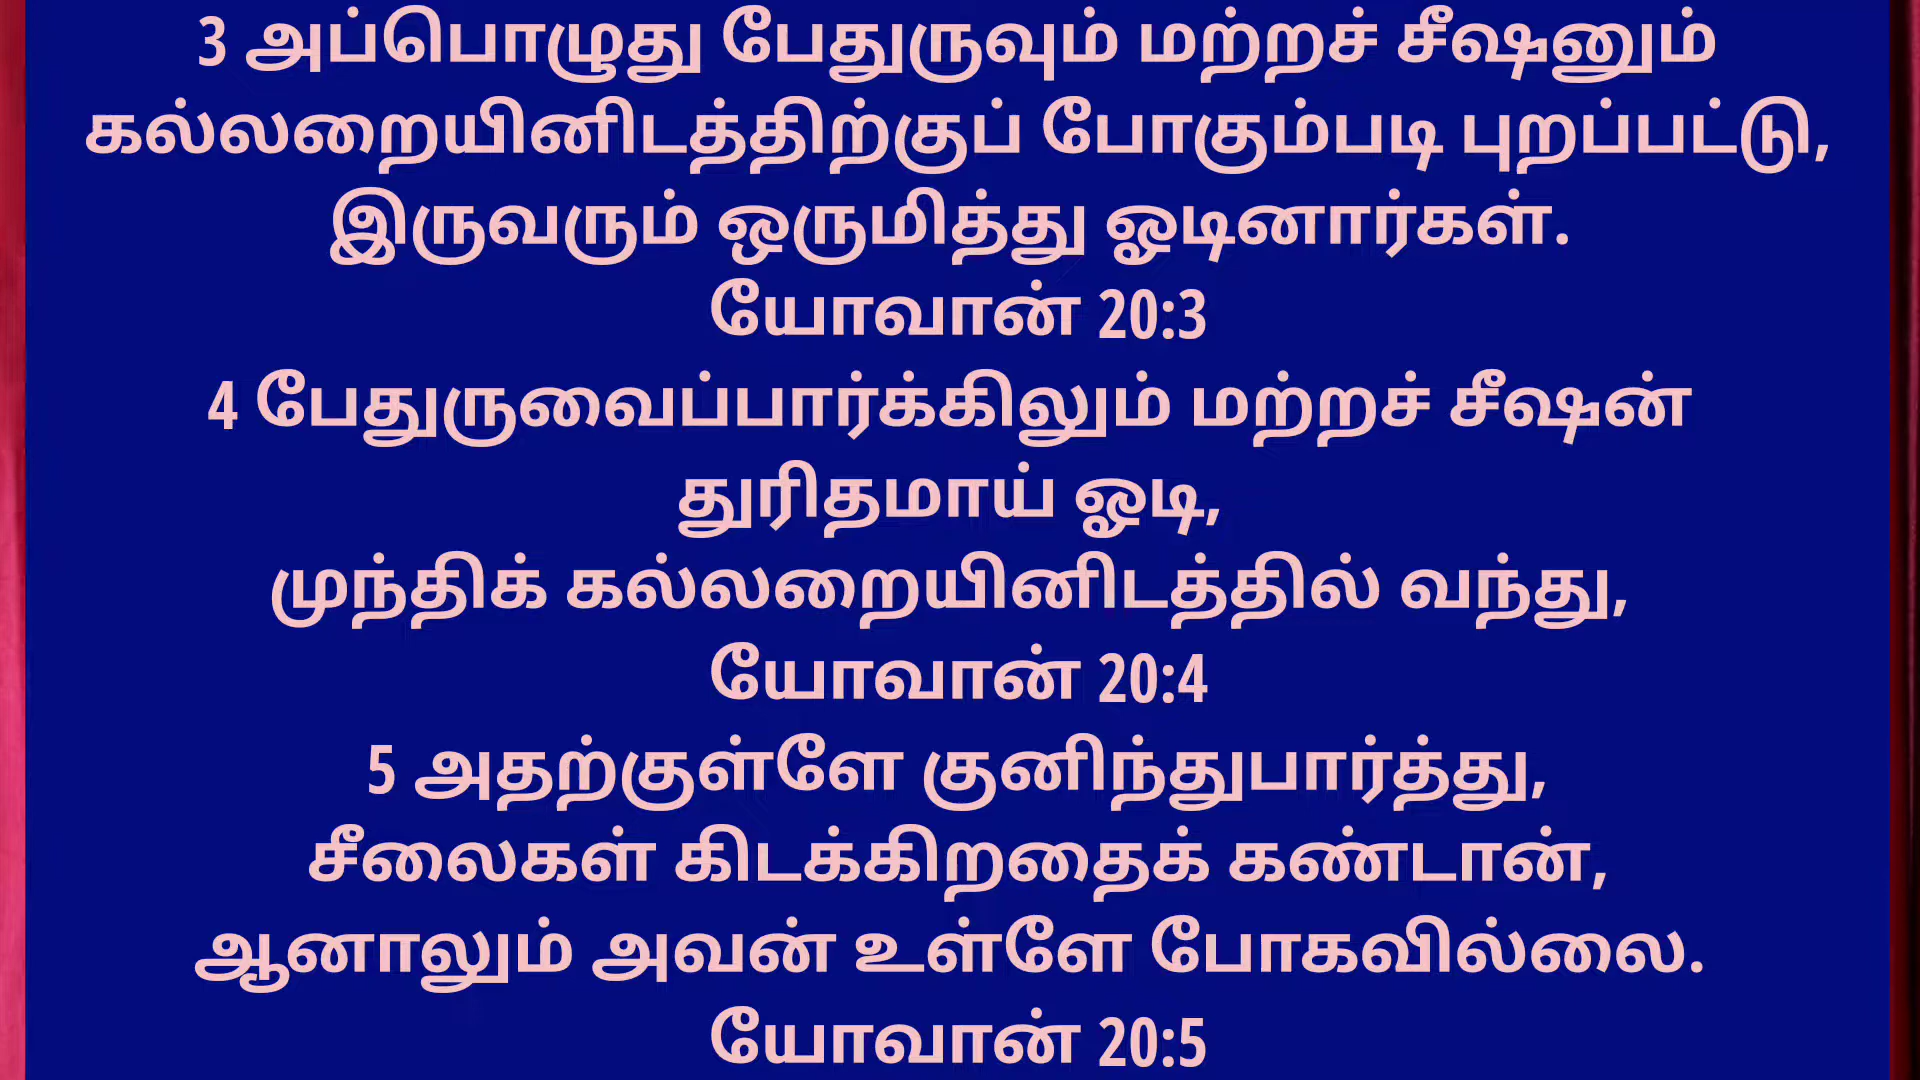 3 அப்பொழுது பேதுருவும் மற்றச் சீஷனும்
கல்லறையினிடத்திற்குப் போகும்படி புறப்பட்டு,
இருவரும் ஒருமித்து ஓடினார்கள்.
யோவான் 20:3
4 பேதுருவைப்பார்க்கிலும் மற்றச் சீஷன்
துரிதமாய் ஓடி,
முந்திக் கல்லறையினிடத்தில் வந்து,
யோவான் 20:4
5 அதற்குள்ளே குனிந்துபார்த்து,
சீலைகள் கிடக்கிறதைக் கண்டான்,
ஆனாலும் அவன் உள்ளே போகவில்லை.
யோவான் 20:5